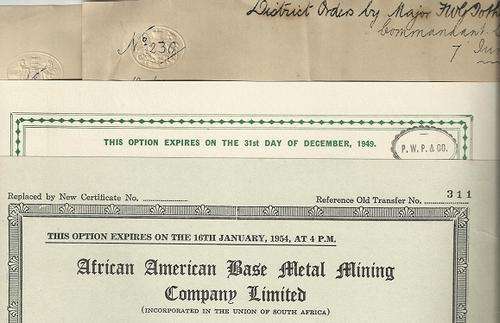 District Orders by Major
Commandant
No. 236
7
THIS OPTION EXPIRES ON THE 31st DAY OF DECEMBER, 1949.
P. W. P. & CO.
311
Replaced by New Certificate No. Reference Old Transfer No.
THIS OPTION EXPIRES ON THE 16TH JANUARY, 1954, AT 4 P.M.
African American Base Metal Mining
Company Limited
(INCORPORATED IN THE UNION OF SOUTH AFRICA)